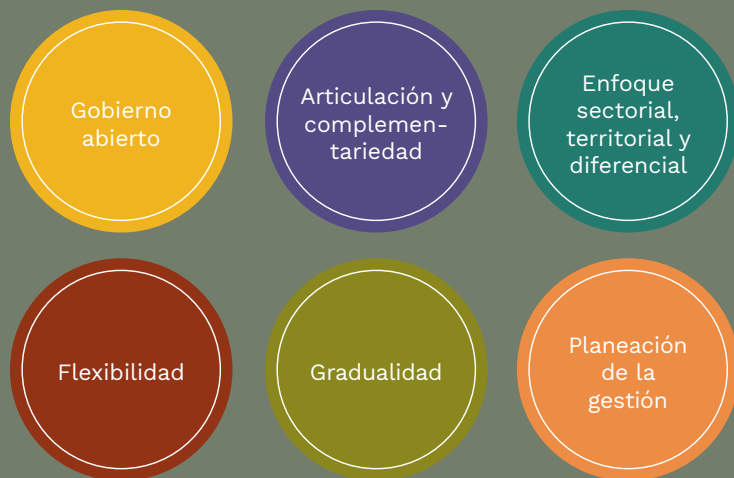 Gobierno
abierto
Articulación y
complemen-
tariedad
Enfoque
sectorial,
territorial y
diferencial
Flexibilidad
Gradualidad
Planeación
de la
gestión